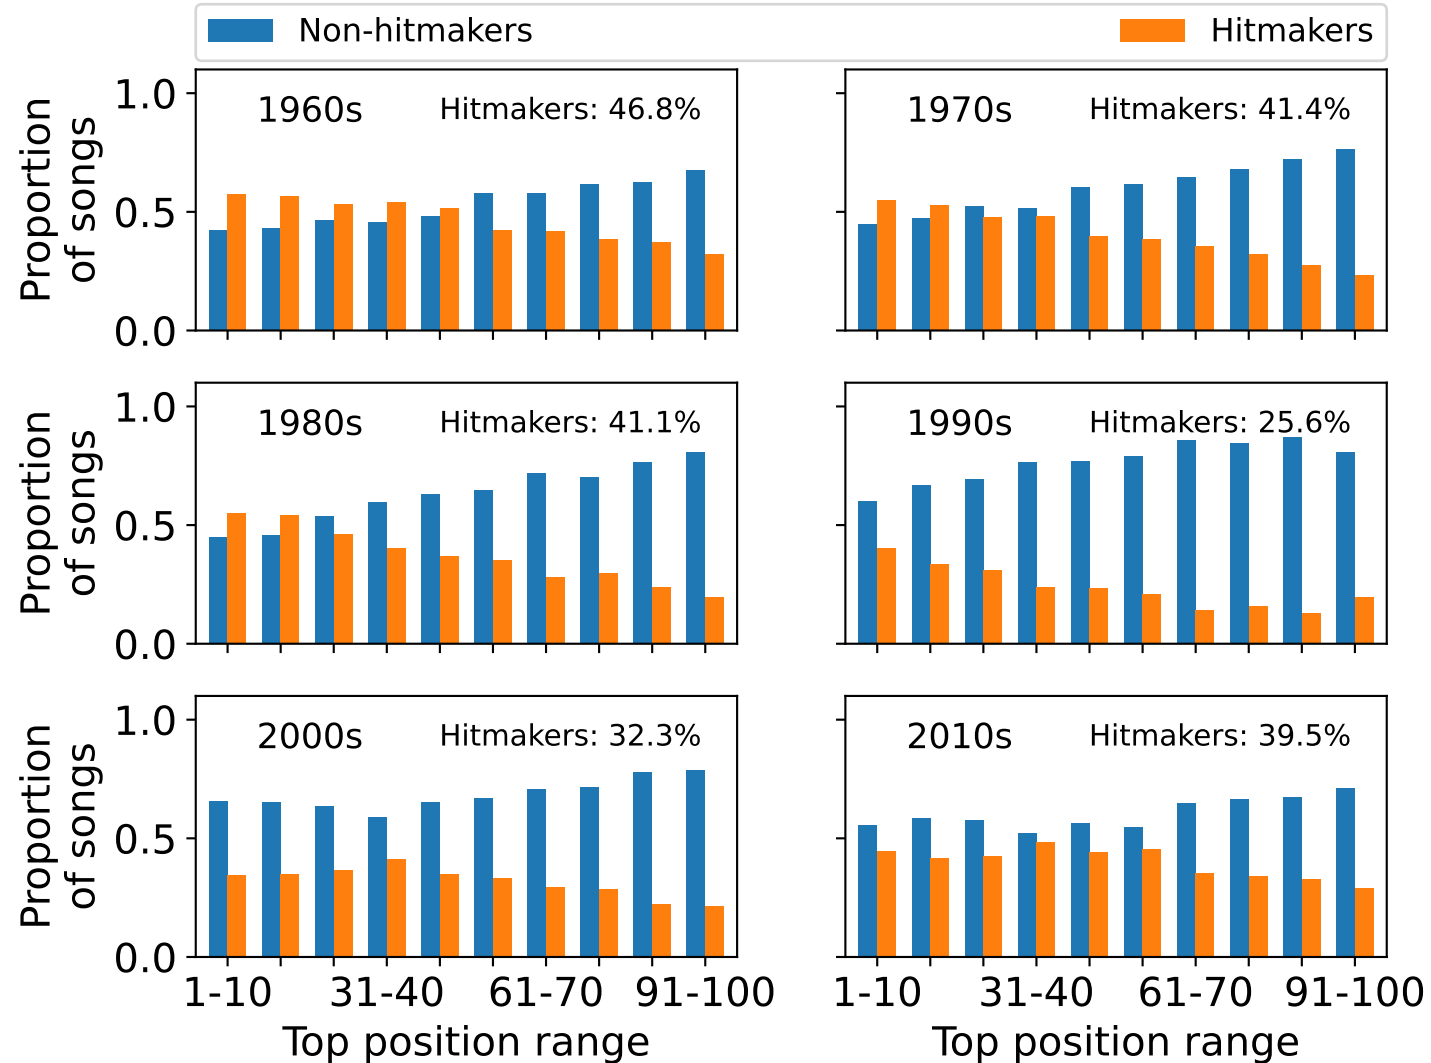 Non-hitmakers
Hitmakers
Proportion
of songs
1.0
0.5
0.0
1960s
Hitmakers: 46.8%
1970s
Hitmakers: 41.4%
Proportion
of songs
1.0
0.5
0.0
1980s
Hitmakers: 41.1%
1990s
Hitmakers: 25.6%
Proportion
of songs
1.0
0.5
0.0
2000s
Hitmakers: 32.3%
2010s
Hitmakers: 39.5%
1-10
31-40
61-70
91-100
1-10
31-40
61-70
91-100
Top position range
Top position range